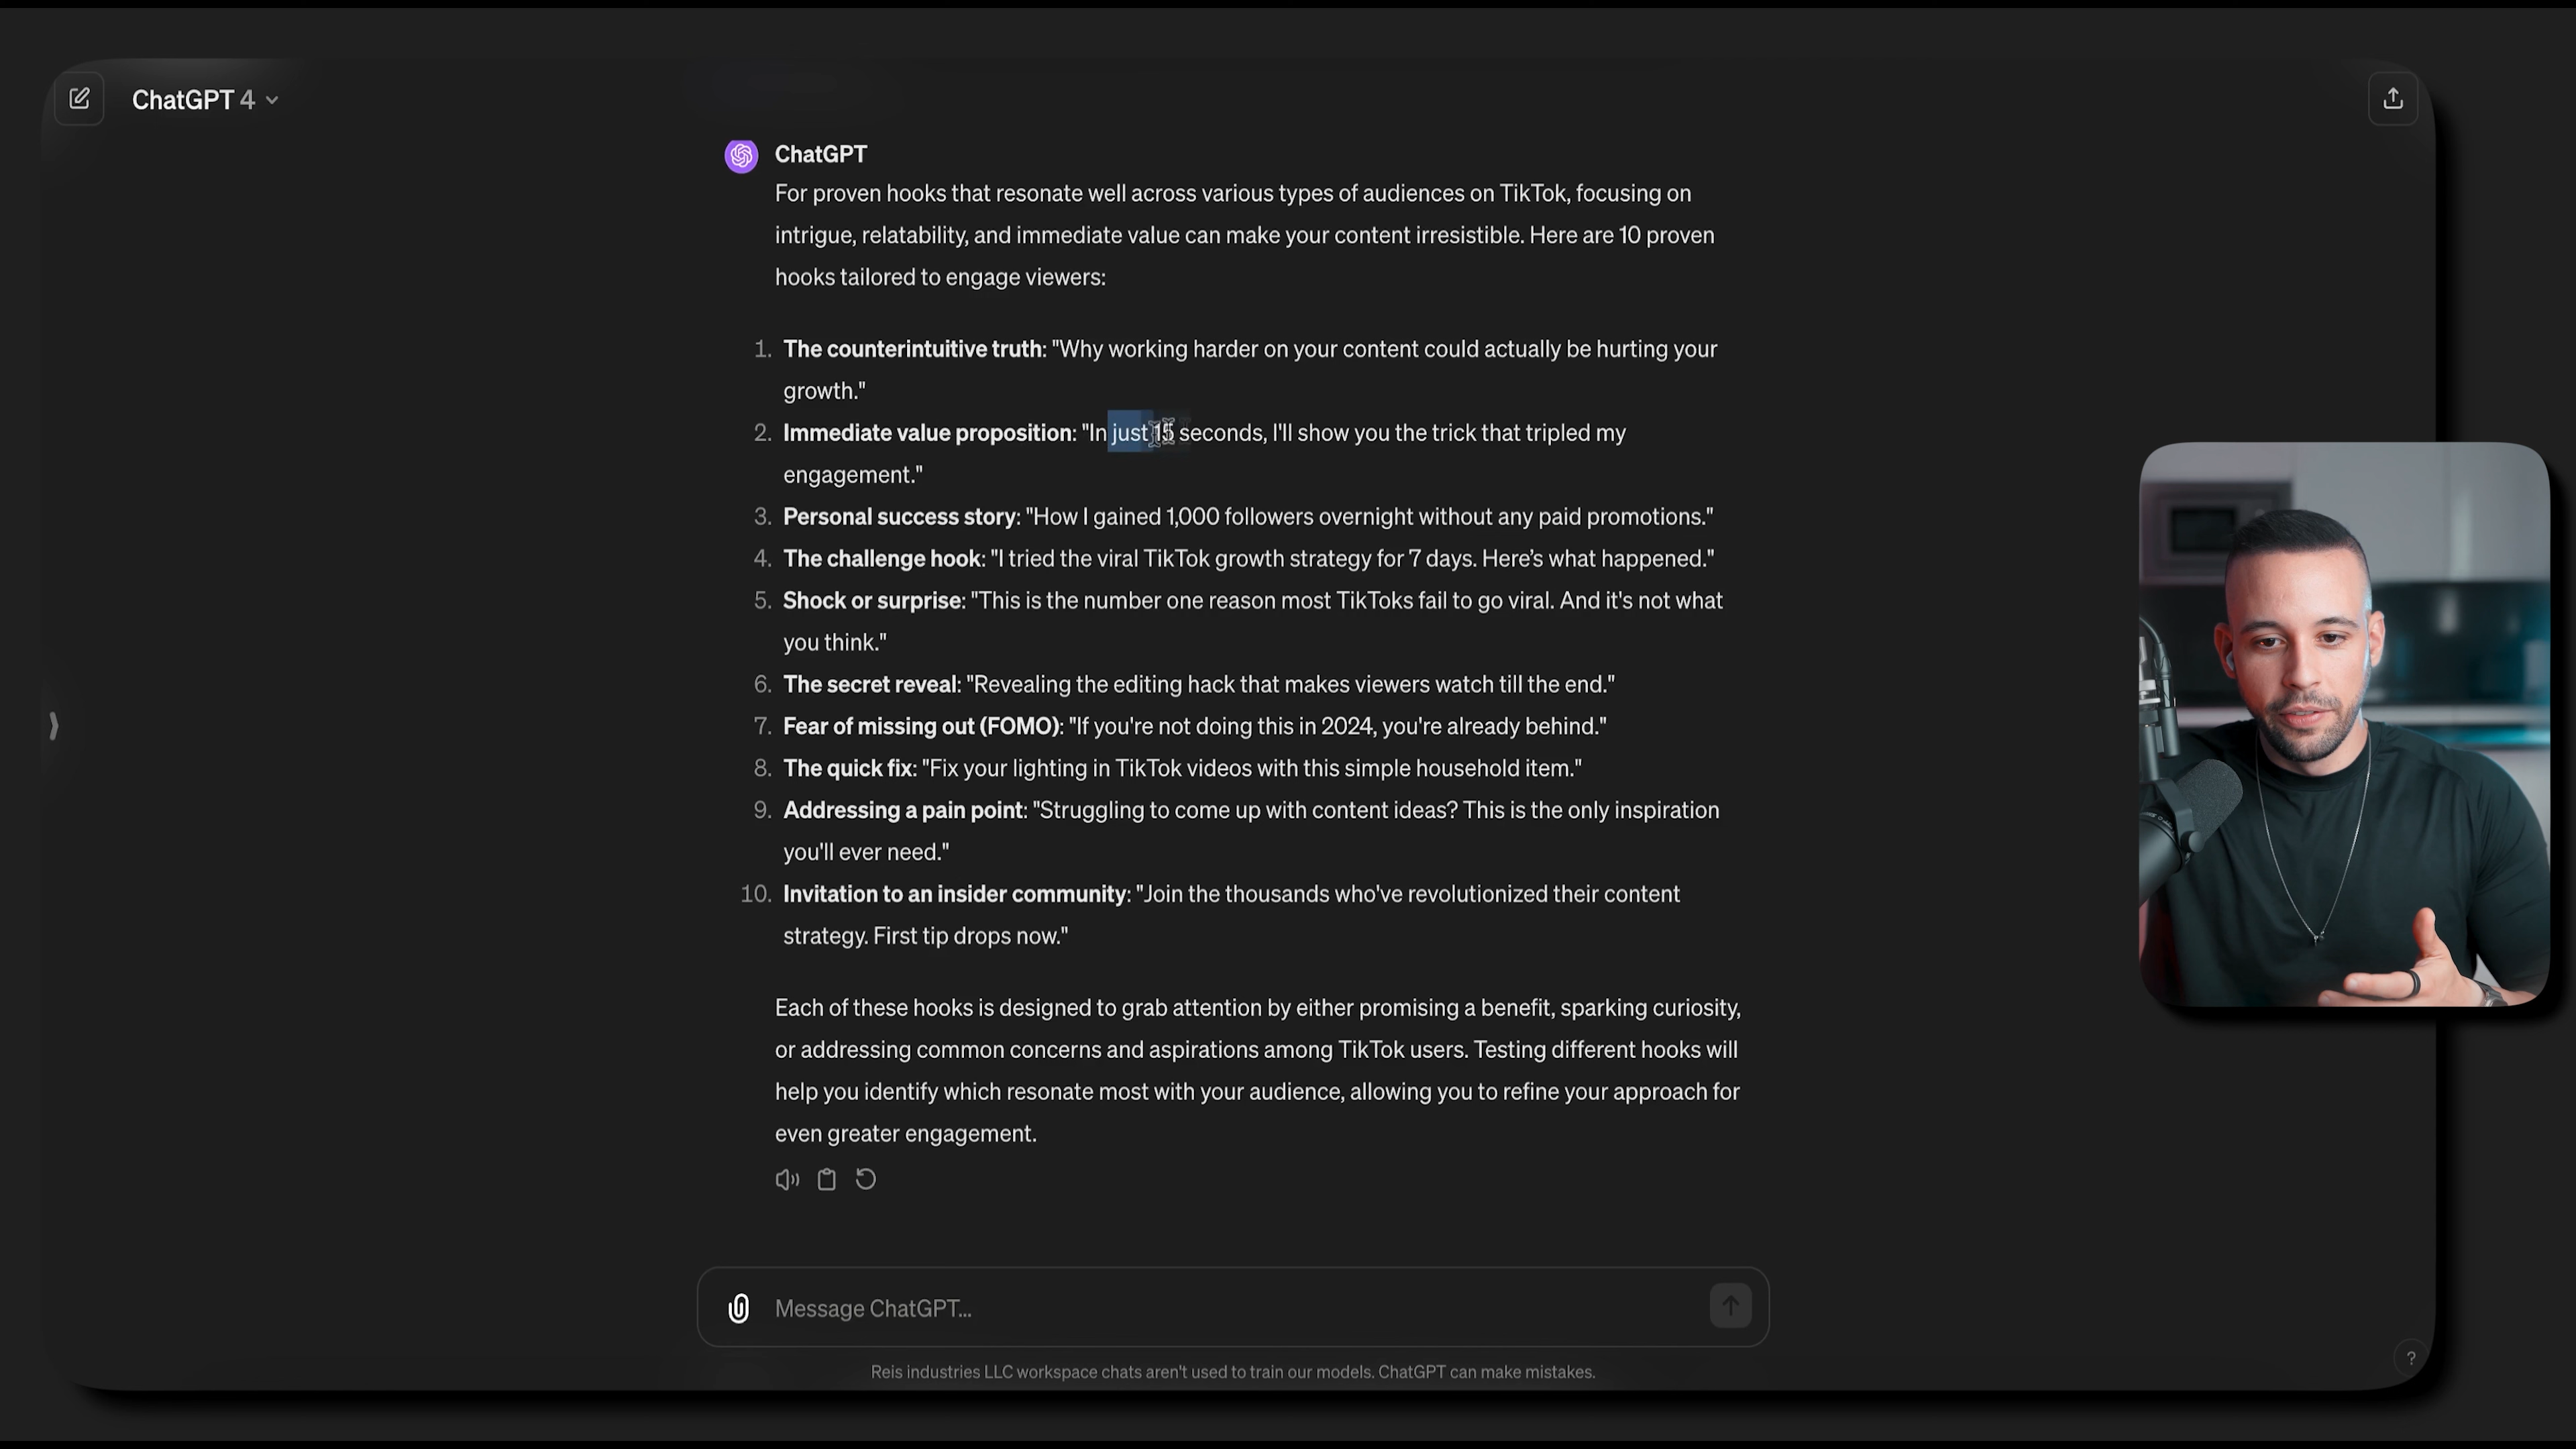 ChatGPT 4
ChatGPT
For proven hooks that resonate well across various types of audiences on TikTok, focusing on
intrigue, relatability, and immediate value can make your content irresistible. Here are 10 proven
hooks tailored to engage viewers:
1. The counterintuitive truth: "Why working harder on your content could actually be hurting your
growth."
2. Immediate value proposition: "In just 15 seconds, I'll show you the trick that tripled my
engagement."
3. Personal success story: "How I gained 1,000 followers overnight without any paid promotions."
4. The challenge hook: "I tried the viral TikTok growth strategy for 7 days. Here’s what happened."
5. Shock or surprise: "This is the number one reason most TikToks fail to go viral. And it's not what
you think."
6. The secret reveal: "Revealing the editing hack that makes viewers watch till the end."
7. Fear of missing out (FOMO): "If you're not doing this in 2024, you're already behind."
8. The quick fix: "Fix your lighting in TikTok videos with this simple household item."
9. Addressing a pain point: "Struggling to come up with content ideas? This is the only inspiration
you'll ever need."
10. Invitation to an insider community: "Join the thousands who've revolutionized their content
strategy. First tip drops now."
Each of these hooks is designed to grab attention by either promising a benefit, sparking curiosity,
or addressing common concerns and aspirations among TikTok users. Testing different hooks will
help you identify which resonate most with your audience, allowing you to refine your approach for
even greater engagement.
Message ChatGPT...
Reis industries LLC workspace chats aren't used to train our models. ChatGPT can make mistakes.
?